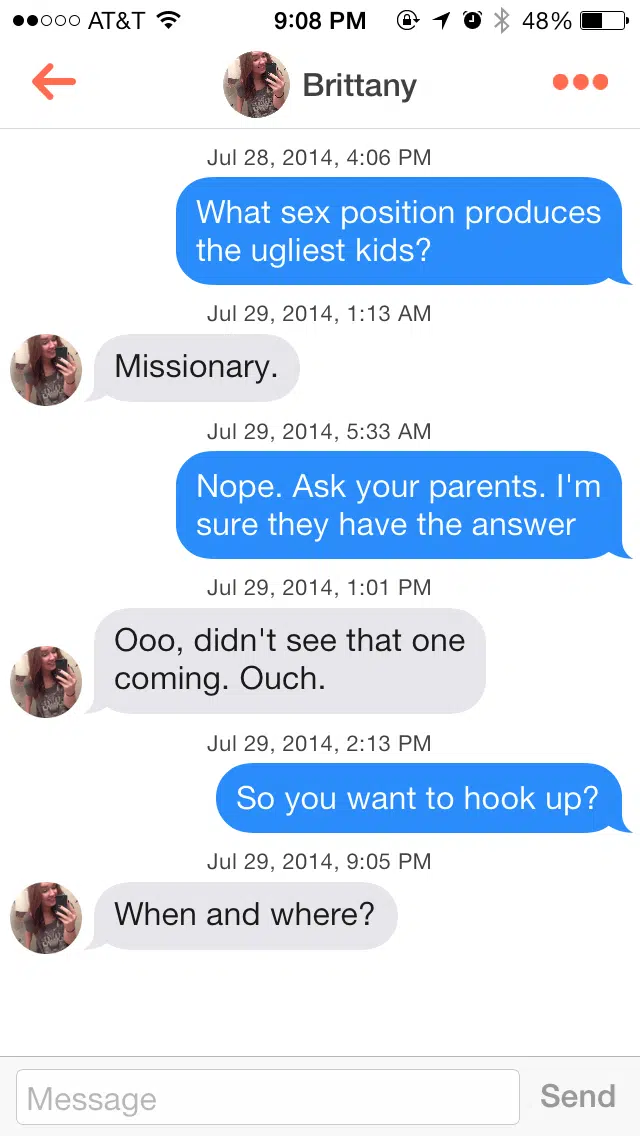 AT&T 9:08 PM 48%
Brittany
Jul 28, 2014, 4:06 PM
What sex position produces
the ugliest kids?
Jul 29, 2014, 1:13 AM
Missionary.
Jul 29, 2014, 5:33 AM
Nope. Ask your parents. I'm
sure they have the answer
Jul 29, 2014, 1:01 PM
Ooo, didn't see that one
coming. Ouch.
Jul 29, 2014, 2:13 PM
So you want to hook up?
Jul 29, 2014, 9:05 PM
When and where?
Message Send